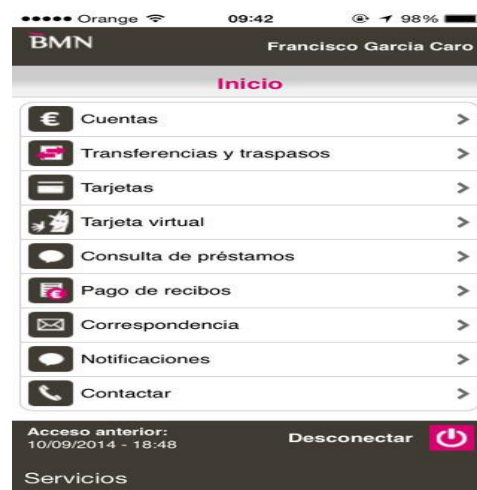 Orange 09:42 98%
BMN Francisco Garcia Caro
Inicio
Cuentas
Transferencias y traspasos
Tarjetas
Tarjeta virtual
Consulta de préstamos
Pago de recibos
Correspondencia
Notificaciones
Contactar
Acceso anterior:
10/09/2014 - 18:48 Desconectar
Servicios